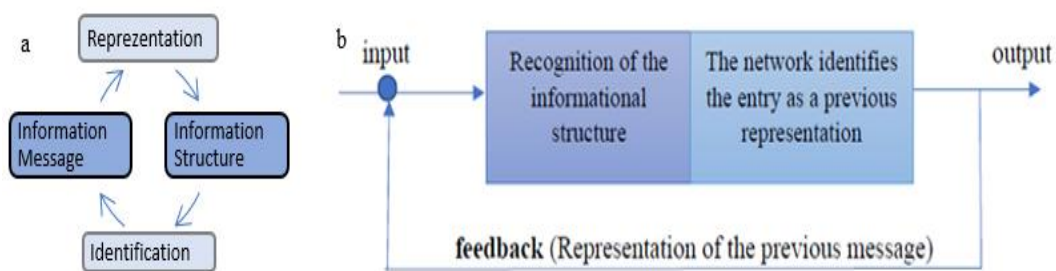 a
Reprezentation
Information
Message
Information
Structure
Identification
b
input
Recognition of the
informational
structure
The network identifies
the entry as a previous
representation
output
feedback (Representation of the previous message)